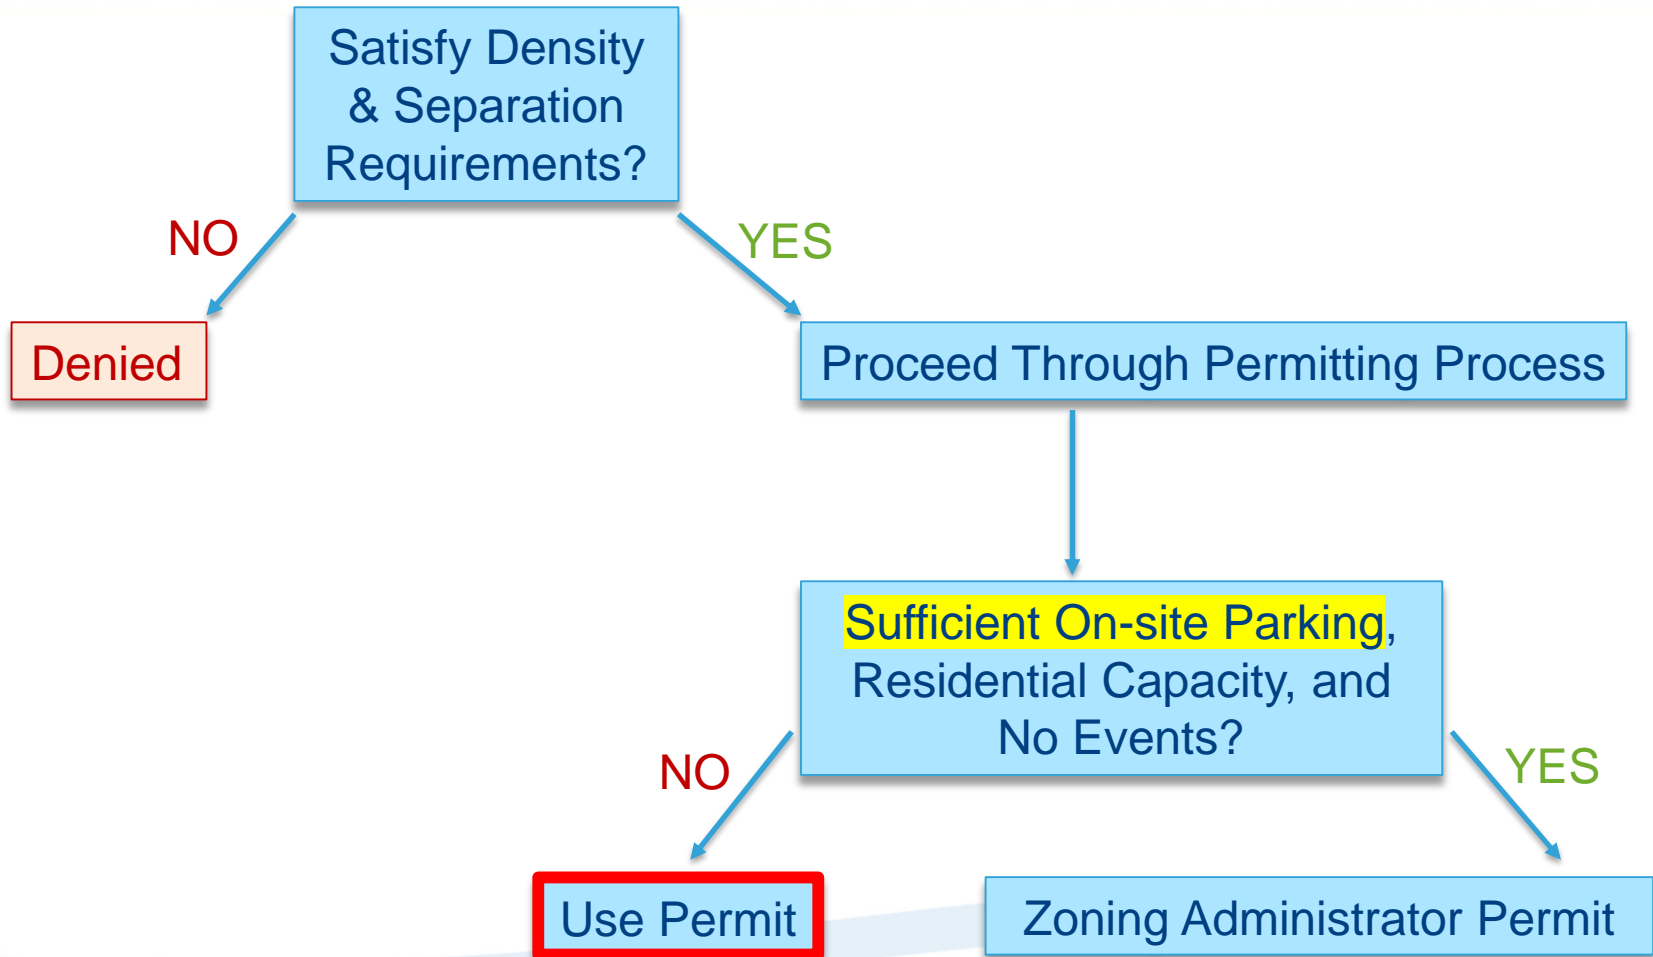 Satisfy Density
& Separation
Requirements?
NO
YES
Denied
Proceed Through Permitting Process
Sufficient On-site Parking,
Residential Capacity, and
No Events?
NO
YES
Use Permit
Zoning Administrator Permit